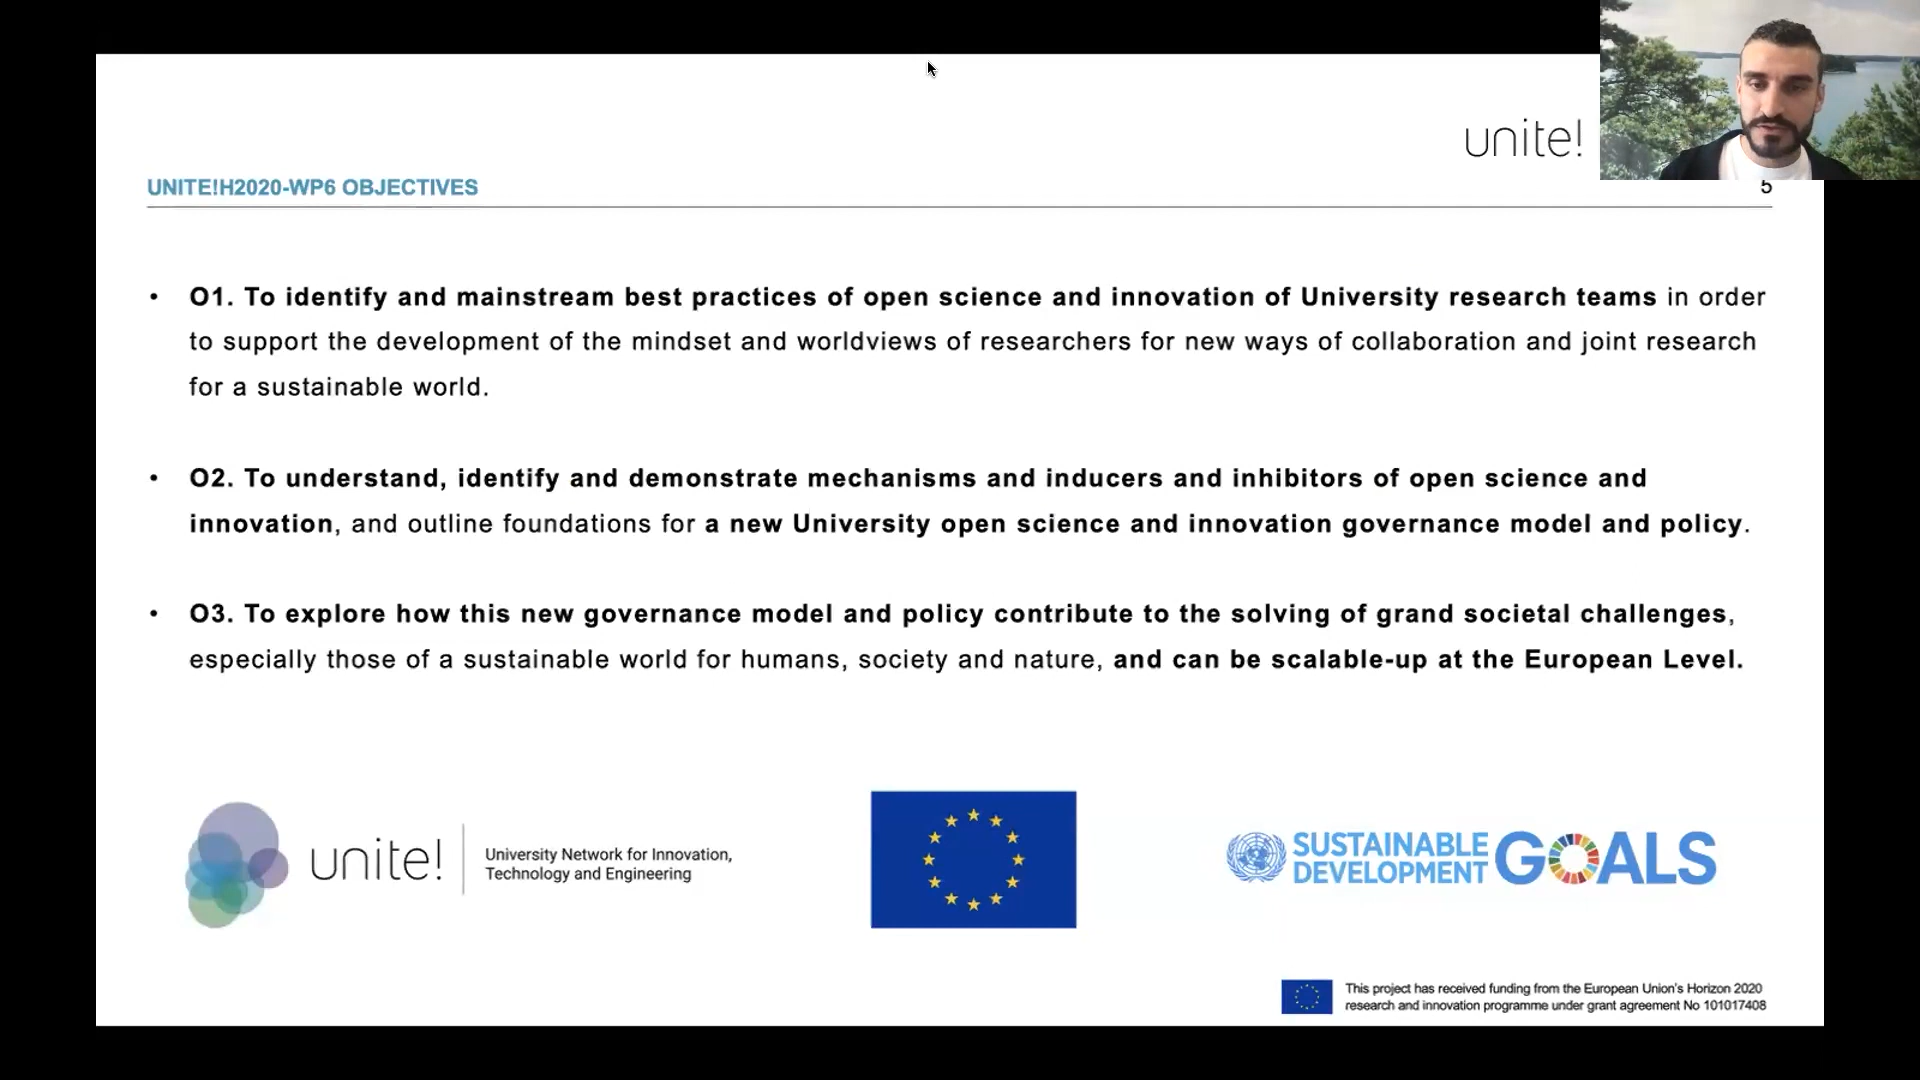 unite!
UNITE!H2020-WP6 OBJECTIVES
5
• O1. To identify and mainstream best practices of open science and innovation of University research teams in order
to support the development of the mindset and worldviews of researchers for new ways of collaboration and joint research
for a sustainable world.
• O2. To understand, identify and demonstrate mechanisms and inducers and inhibitors of open science and
innovation, and outline foundations for a new University open science and innovation governance model and policy.
• O3. To explore how this new governance model and policy contribute to the solving of grand societal challenges,
especially those of a sustainable world for humans, society and nature, and can be scalable-up at the European Level.
unite!
University Network for Innovation,
Technology and Engineering
SUSTAINABLE
DEVELOPMENT
GOALS
This project has received funding from the European Union's Horizon 2020
research and innovation programme under grant agreement No 101017408